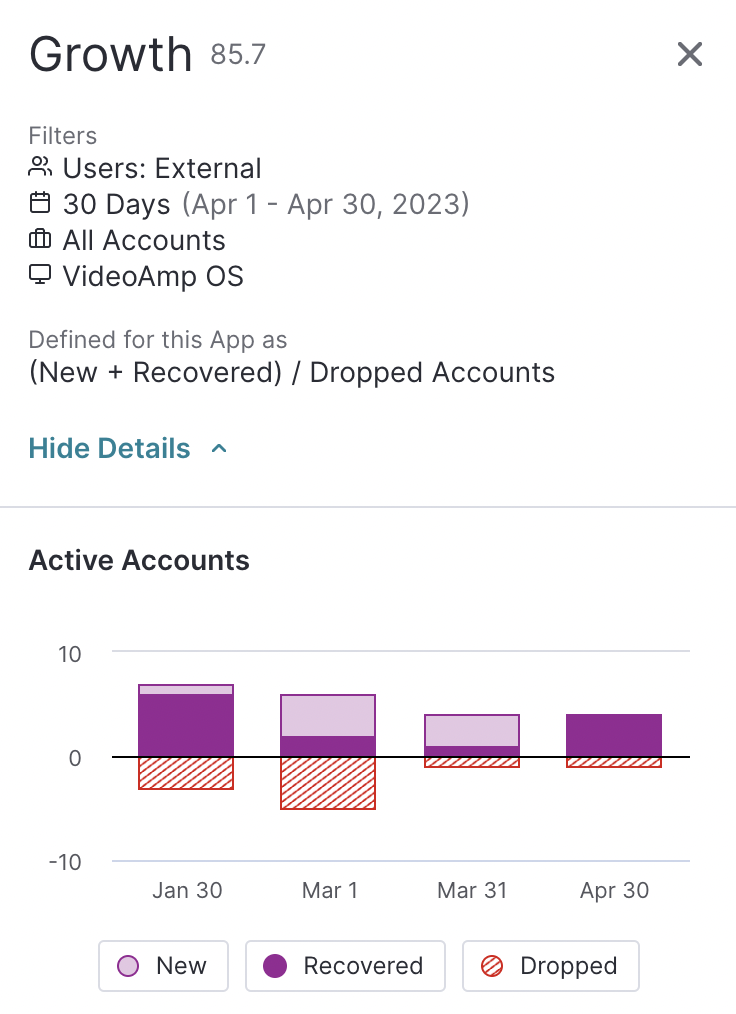 Growth 85.7
Filters
Users: External
30 Days (Apr 1 - Apr 30, 2023)
All Accounts
VideoAmp OS
Defined for this App as
(New + Recovered) / Dropped Accounts
Hide Details
Active Accounts
10
0
-10
Jan 30 Mar 1 Mar 31 Apr 30
New Recovered Dropped